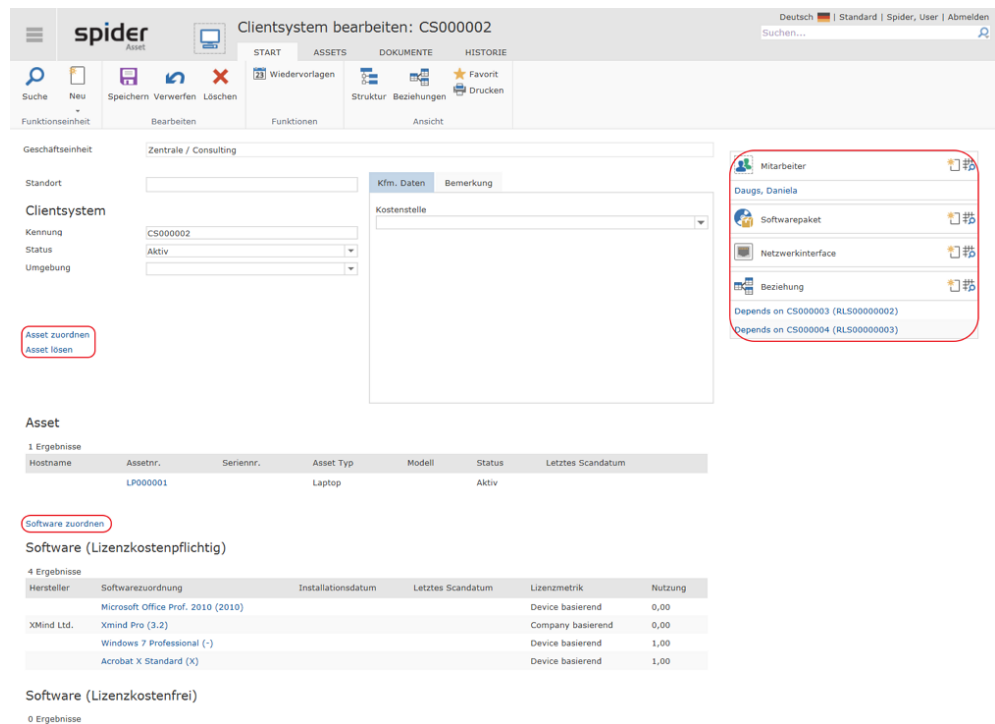 Deutsch | Standard | Spider, User | Abmelden
spider
Asset
Clientsystem bearbeiten: CS000002
Suchen...
START ASSETS DOKUMENTE HISTORIE
Suche Neu
Speichern Verwerfen Löschen
23 Wiedervorlagen
Struktur Beziehungen
Favorit
Drucken
Funktionseinheit Bearbeiten Funktionen Ansicht
Geschäftseinheit Zentrale / Consulting
Standort
Clientsystem
Kennung CS000002
Status Aktiv
Umgebung
Kfm. Daten Bemerkung
Kostenstelle
Mitarbeiter
Daugs, Daniela
Softwarepaket
Netzwerkinterface
Beziehung
Depends on CS000003 (RLS00000002)
Depends on CS000004 (RLS00000003)
Asset zuordnen
Asset lösen
Asset
1 Ergebnisse
Hostname Assetnr. Seriennr. Asset Typ Modell Status Letztes Scandatum
LP000001 Laptop Aktiv
Software zuordnen
Software (Lizenzkostenpflichtig)
4 Ergebnisse
Hersteller Softwarezuordnung Installationsdatum Letztes Scandatum Lizenzmetrik Nutzung
Microsoft Office Prof. 2010 (2010) Device basierend 0,00
XMind Ltd. Xmind Pro (3.2) Company basierend 0,00
Windows 7 Professional (-) Device basierend 1,00
Acrobat X Standard (X) Device basierend 1,00
Software (Lizenzkostenfrei)
0 Ergebnisse